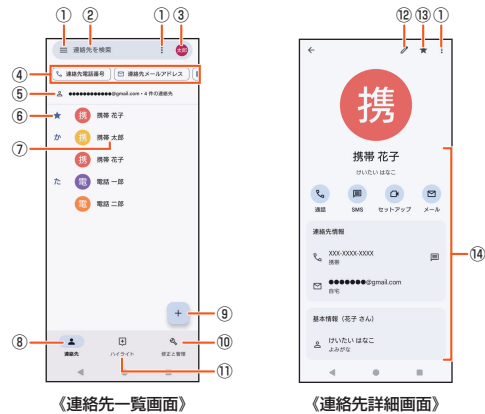 ① ② ① ③
連絡先を検索
太郎
④ 連絡先電話番号 連絡先メールアドレス
⑤ ●●●●●●●●●●●@gmail.com・4 件の連絡先
⑥ ★ 携 携帯 花子
か 携 携帯 太郎
⑦
携 携帯 花子
た 電 電話 一郎
電 電話 二郎
＋ ⑨
⑧ ⑩
連絡先 ハイライト 修正と管理
⑪
《連絡先一覧画面》
⑫ ⑬ ①
携
携帯 花子
けいたい はなこ
通話 SMS セットアップ メール
連絡先情報
⑭
XXX-XXXX-XXXX
携帯
●●●●●●●@gmail.com
自宅
基本情報（花子 さん）
けいたい はなこ
よみがな
《連絡先詳細画面》